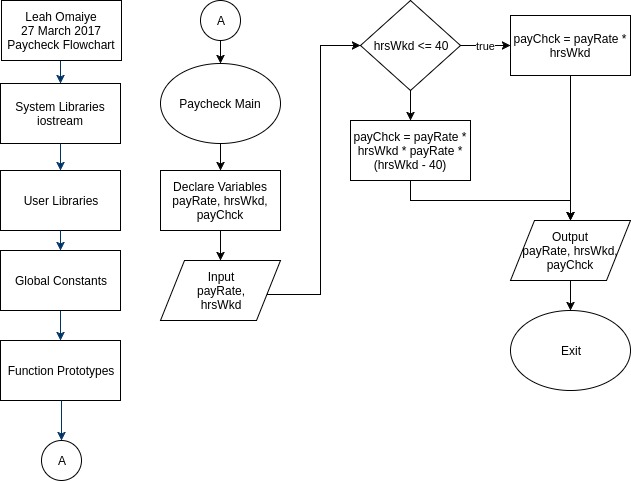 Leah Omaiye
27 March 2017
Paycheck Flowchart
System Libraries
iostream
User Libraries
Global Constants
Function Prototypes
A
A
Paycheck Main
Declare Variables
payRate, hrsWkd,
payChck
Input
payRate,
hrsWkd
hrsWkd <= 40
true
payChck = payRate *
hrsWkd
payChck = payRate *
hrsWkd * payRate *
(hrsWkd - 40)
Output
payRate, hrsWkd,
payChck
Exit